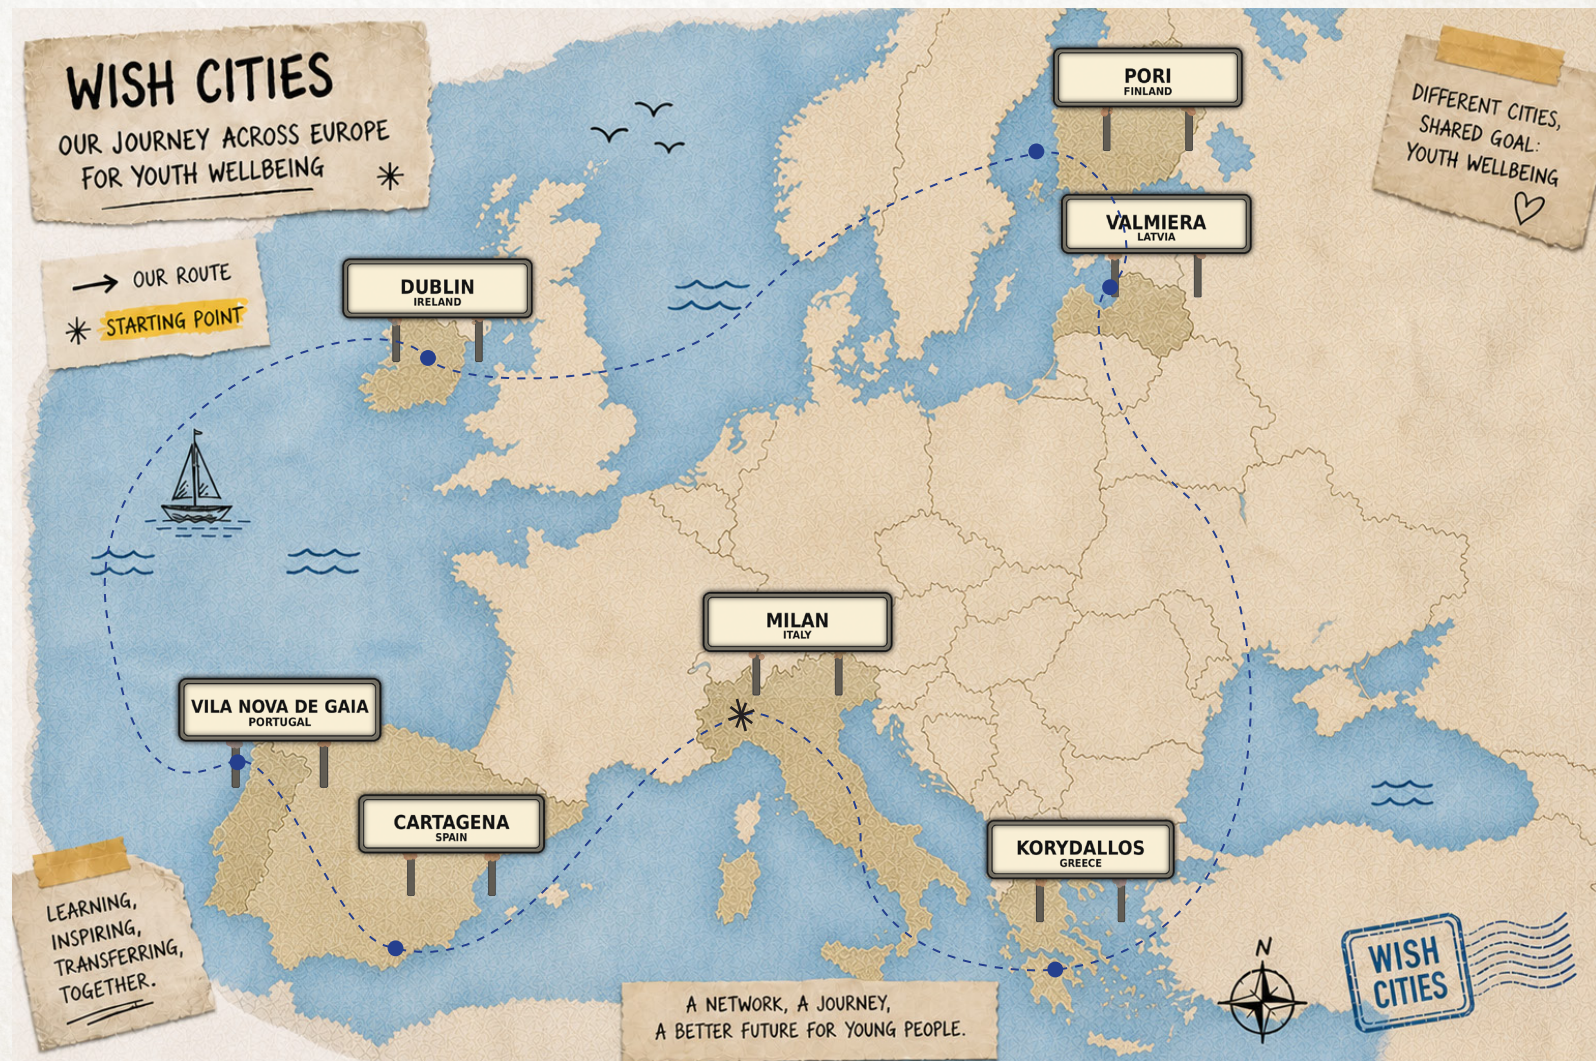 WISH CITIES
OUR JOURNEY ACROSS EUROPE
FOR YOUTH WELLBEING
OUR ROUTE
STARTING POINT
PORI
FINLAND
DIFFERENT CITIES,
SHARED GOAL:
YOUTH WELLBEING
VALMIERA
LATVIA
DUBLIN
IRELAND
MILAN
ITALY
VILA NOVA DE GAIA
PORTUGAL
CARTAGENA
SPAIN
KORYDALLOS
GREECE
LEARNING,
INSPIRING,
TRANSFERRING,
TOGETHER.
A NETWORK, A JOURNEY,
A BETTER FUTURE FOR YOUNG PEOPLE.
N
WISH
CITIES